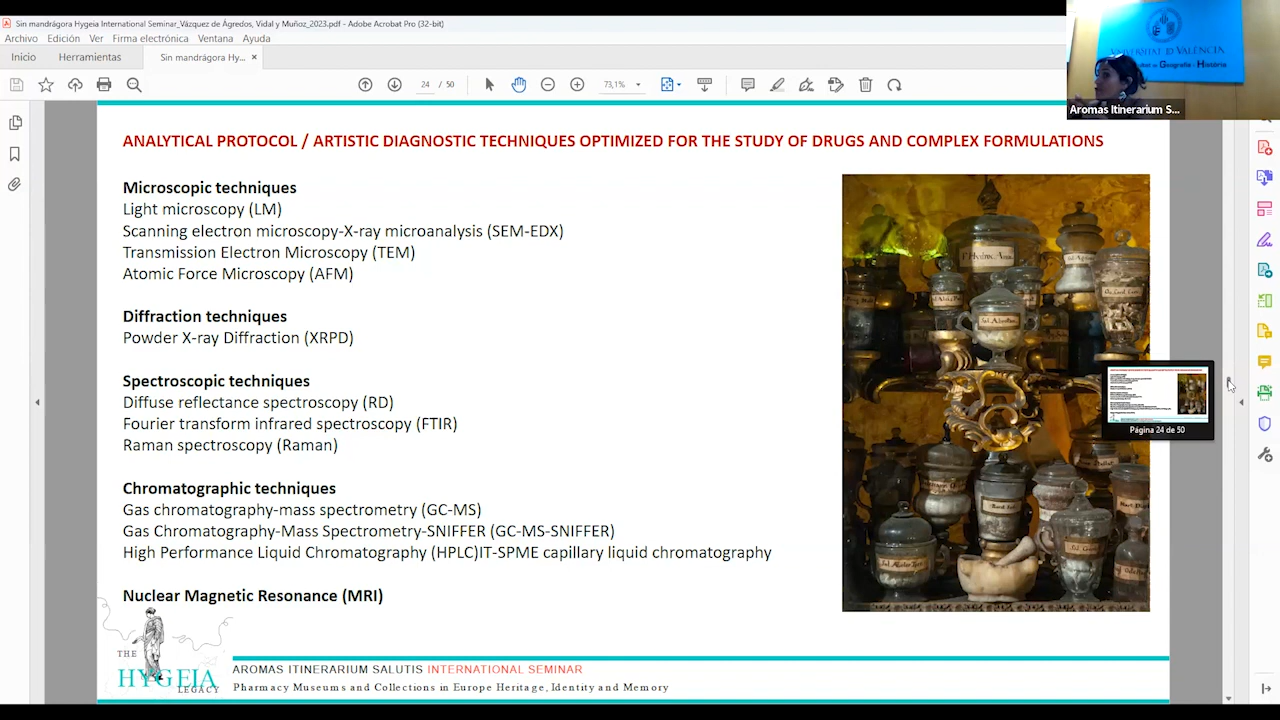 Sin mandrágora Hygeia International Seminar_Vázquez de Ágredos, Vidal y Muñoz_2023.pdf - Adobe Acrobat Pro (32-bit)
Archivo Edición Ver Firma electrónica Ventana Ayuda
Inicio Herramientas Sin mandrágora Hy... ×
24 / 50 73,1%
UNIVERSITAT DE VALÈNCIA
Facultat de Geografia i Història
Aromas Itinerarium S...
ANALYTICAL PROTOCOL / ARTISTIC DIAGNOSTIC TECHNIQUES OPTIMIZED FOR THE STUDY OF DRUGS AND COMPLEX FORMULATIONS
Microscopic techniques
Light microscopy (LM)
Scanning electron microscopy-X-ray microanalysis (SEM-EDX)
Transmission Electron Microscopy (TEM)
Atomic Force Microscopy (AFM)
Diffraction techniques
Powder X-ray Diffraction (XRPD)
Spectroscopic techniques
Diffuse reflectance spectroscopy (RD)
Fourier transform infrared spectroscopy (FTIR)
Raman spectroscopy (Raman)
Chromatographic techniques
Gas chromatography-mass spectrometry (GC-MS)
Gas Chromatography-Mass Spectrometry-SNIFFER (GC-MS-SNIFFER)
High Performance Liquid Chromatography (HPLC)IT-SPME capillary liquid chromatography
Nuclear Magnetic Resonance (MRI)
Página 24 de 50
THE
HYGEIA
LEGACY
AROMAS ITINERARIUM SALUTIS INTERNATIONAL SEMINAR
Pharmacy Museums and Collections in Europe Heritage, Identity and Memory